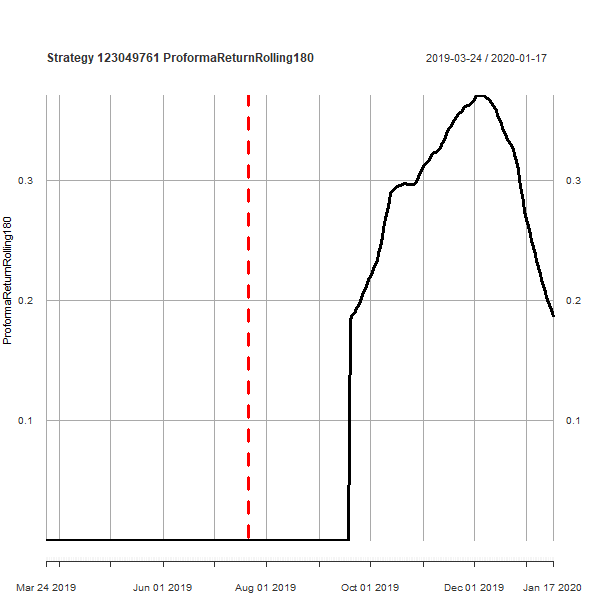 Strategy 123049761 ProformaReturnRolling180
2019-03-24 / 2020-01-17
ProformaReturnRolling180
0.3
0.3
0.2
0.2
0.1
0.1
Mar 24 2019
Jun 01 2019
Aug 01 2019
Oct 01 2019
Dec 01 2019
Jan 17 2020